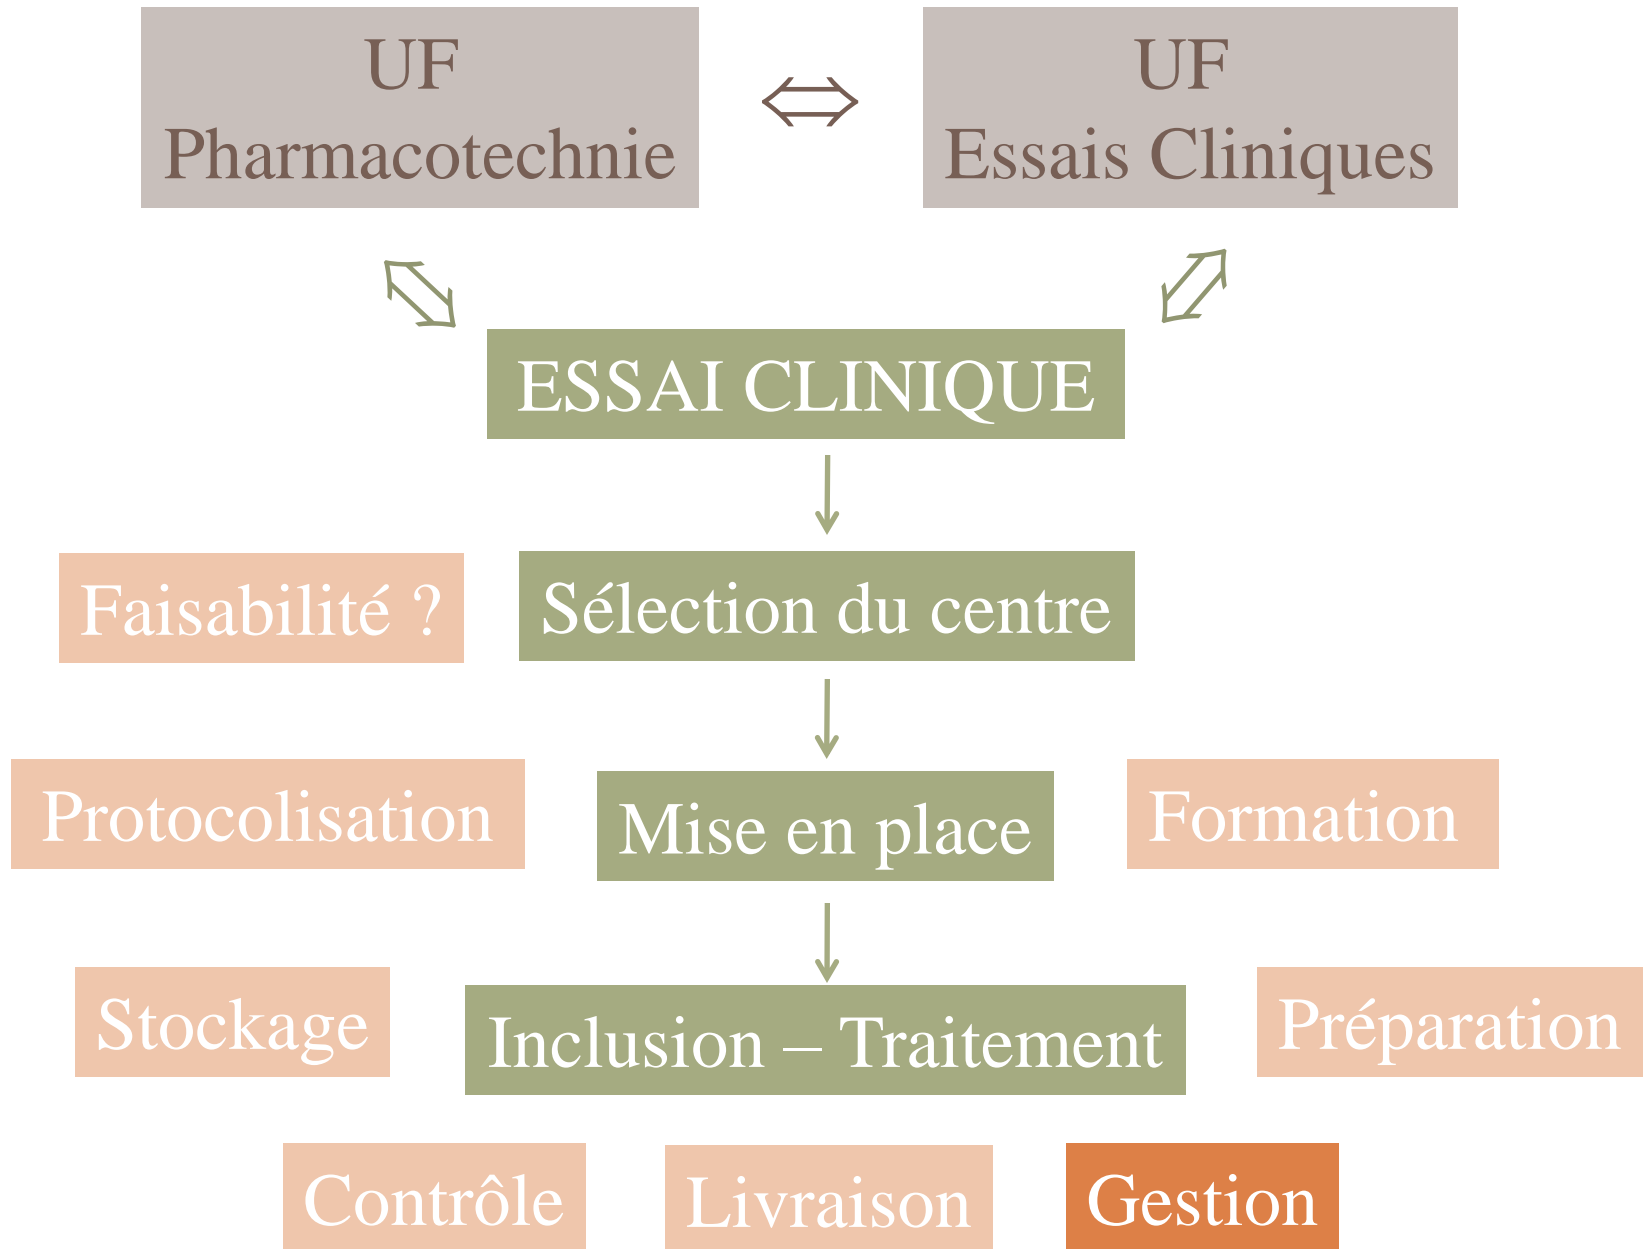 UF
Pharmacotechnie
UF
Essais Cliniques
ESSAI CLINIQUE
Faisabilité ?
Sélection du centre
Protocolisation
Mise en place
Formation
Stockage
Inclusion – Traitement
Préparation
Contrôle
Livraison
Gestion